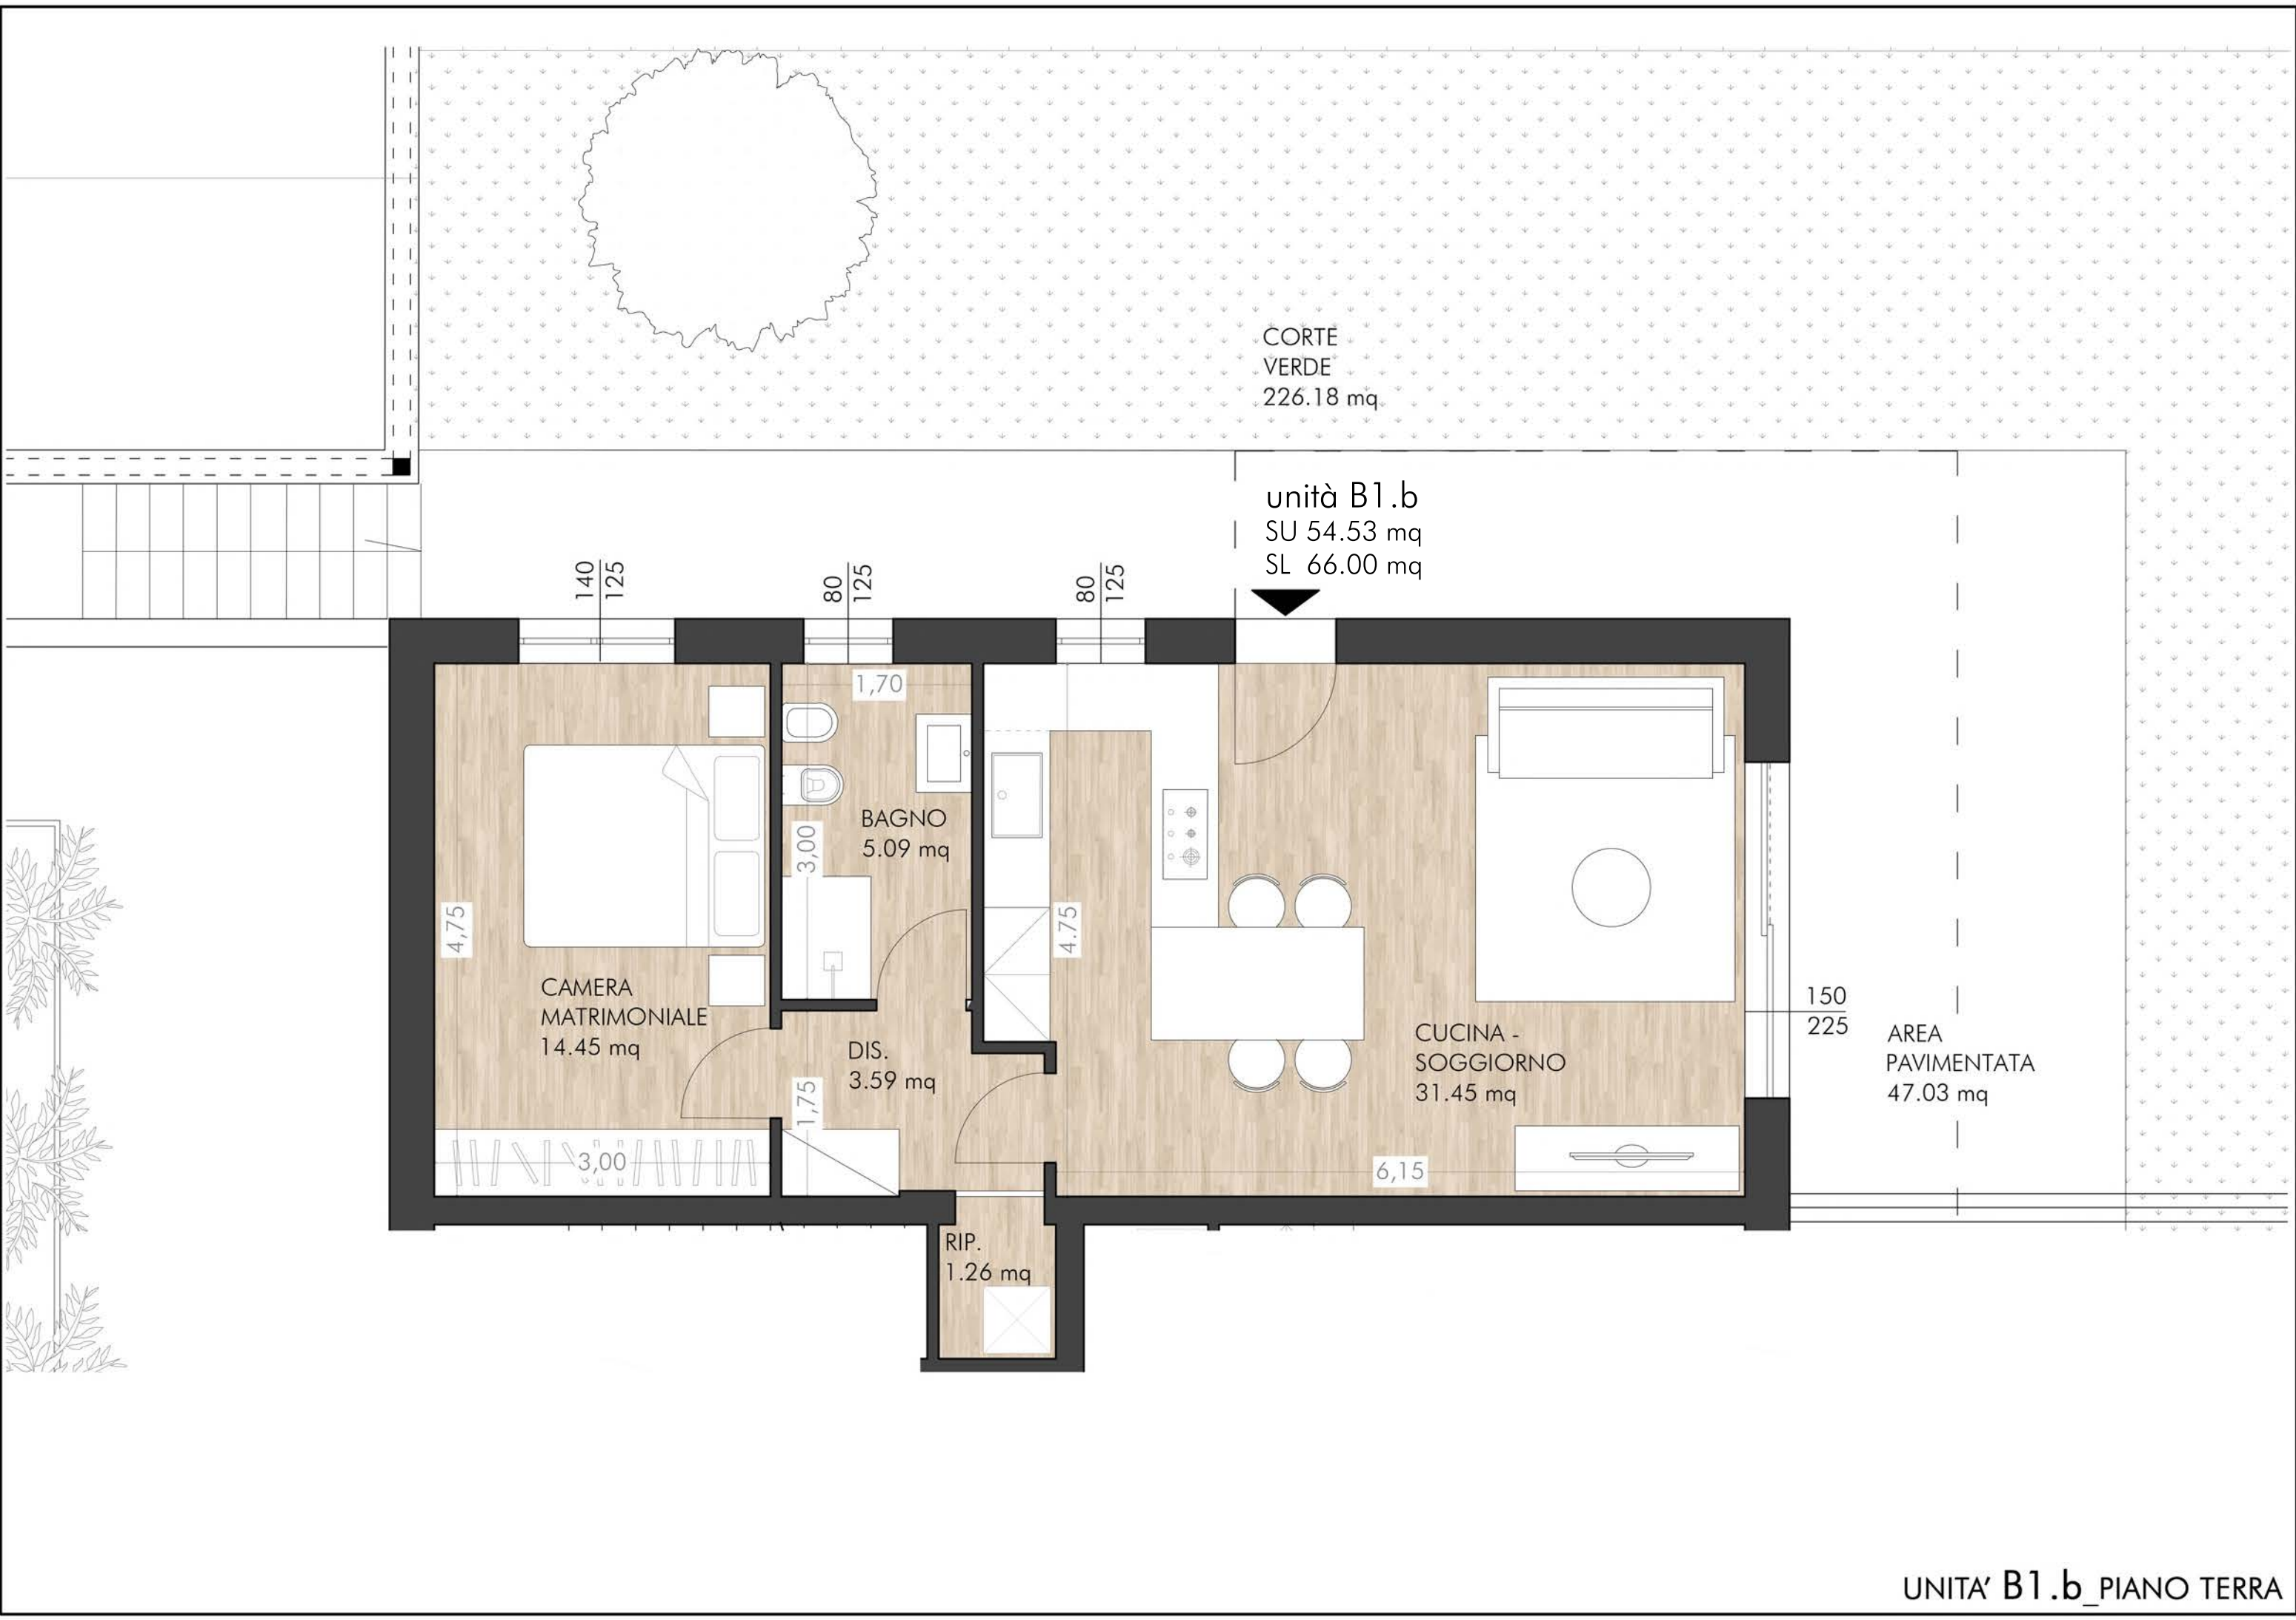 CORTE
VERDE
226.18 mq
unità B1.b
SU 54.53 mq
SL 66.00 mq
140
125
80
125
80
125
1,70
BAGNO
5.09 mq
3,00
4,75
4.75
CAMERA
MATRIMONIALE
14.45 mq
150
225
CUCINA -
SOGGIORNO
31.45 mq
AREA
PAVIMENTATA
47.03 mq
DIS.
3.59 mq
1,75
3,00
6,15
RIP.
1.26 mq
UNITA' B1.b_PIANO TERRA